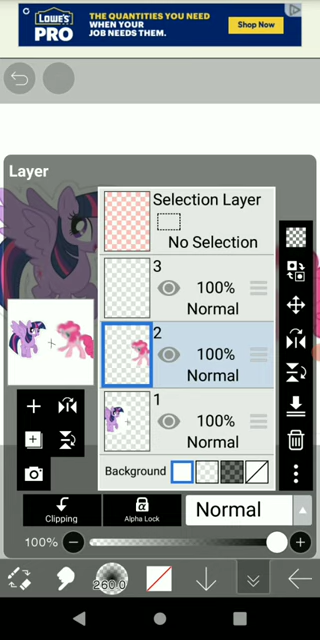 LOWE'S
PRO
THE QUANTITIES YOU NEED
WHEN YOUR
JOB NEEDS THEM.
Shop Now
Layer
Selection Layer
No Selection
3
100%
Normal
2
100%
Normal
1
100%
Normal
Background
Clipping
α
Alpha Lock
Normal
100%
260.0